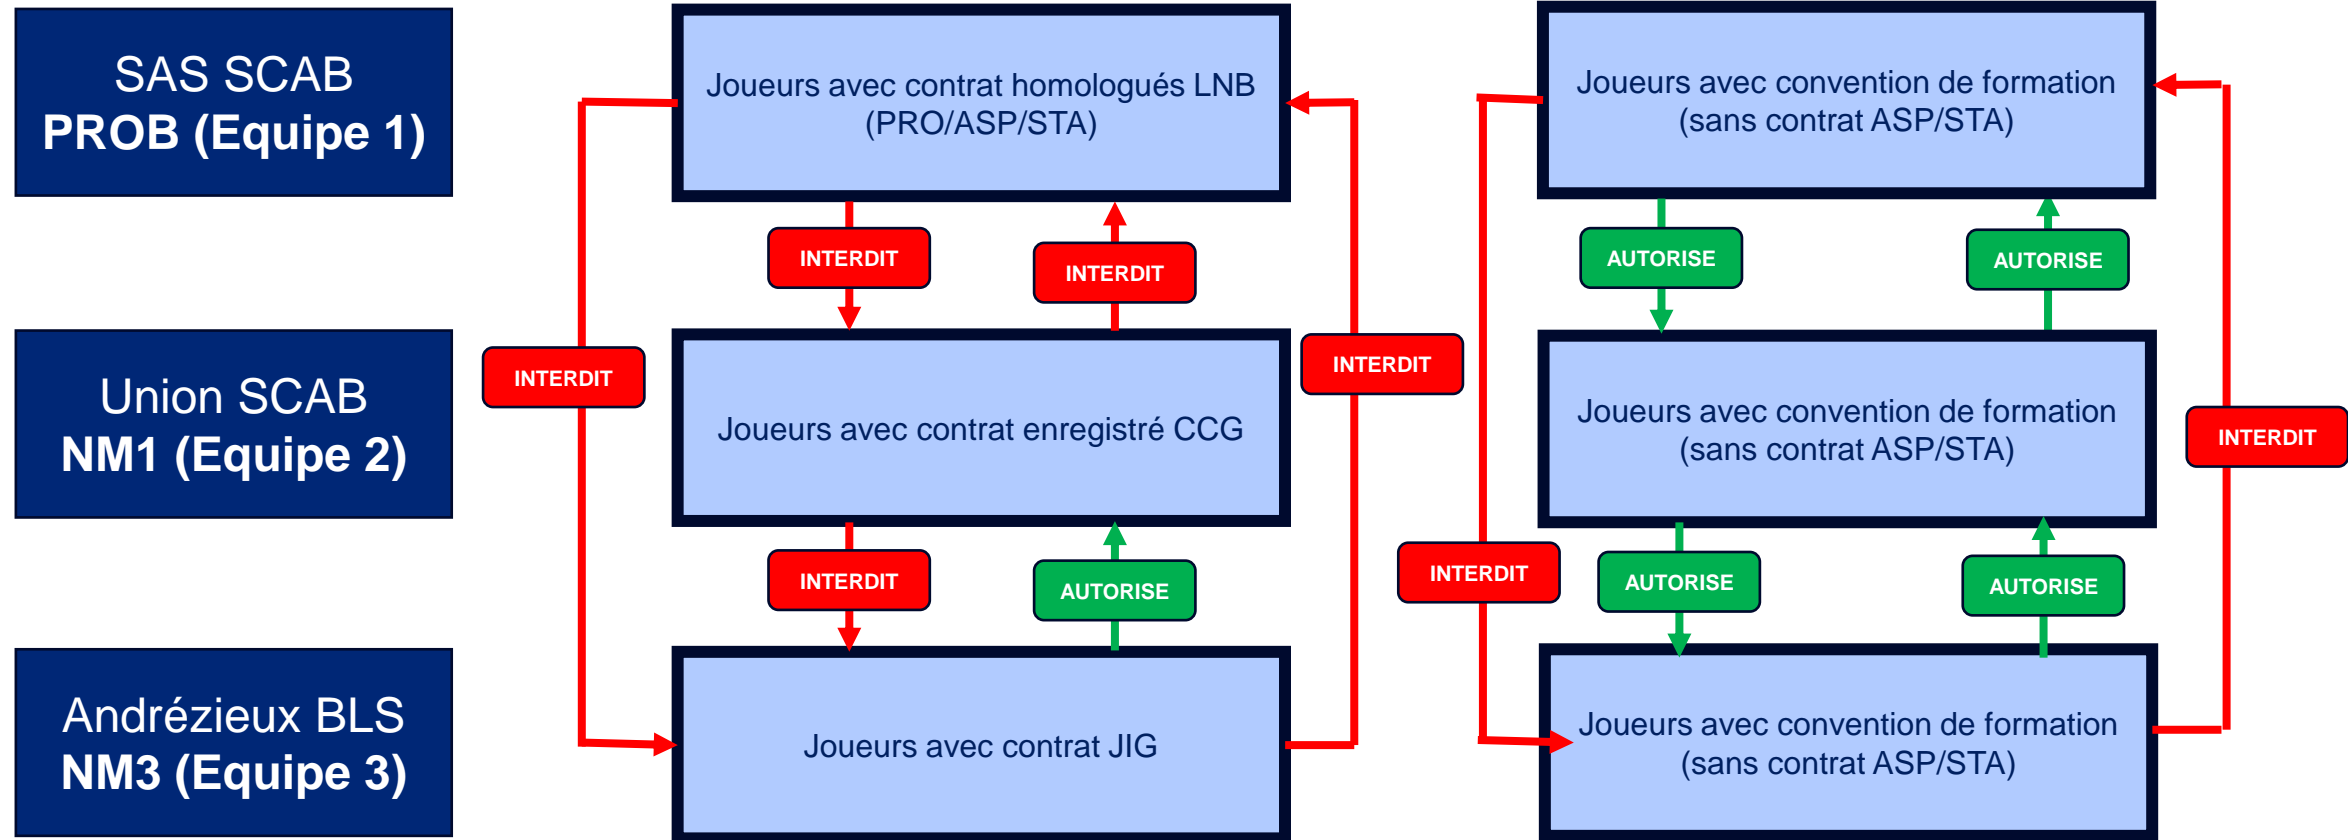 SAS SCAB
PROB (Equipe 1)
Joueurs avec contrat homologués LNB
(PRO/ASP/STA)
Joueurs avec convention de formation
(sans contrat ASP/STA)
INTERDIT
INTERDIT
AUTORISE
AUTORISE
INTERDIT
INTERDIT
Union SCAB
NM1 (Equipe 2)
Joueurs avec contrat enregistré CCG
Joueurs avec convention de formation
(sans contrat ASP/STA)
INTERDIT
INTERDIT
AUTORISE
INTERDIT
AUTORISE
AUTORISE
Andrézieux BLS
NM3 (Equipe 3)
Joueurs avec contrat JIG
Joueurs avec convention de formation
(sans contrat ASP/STA)